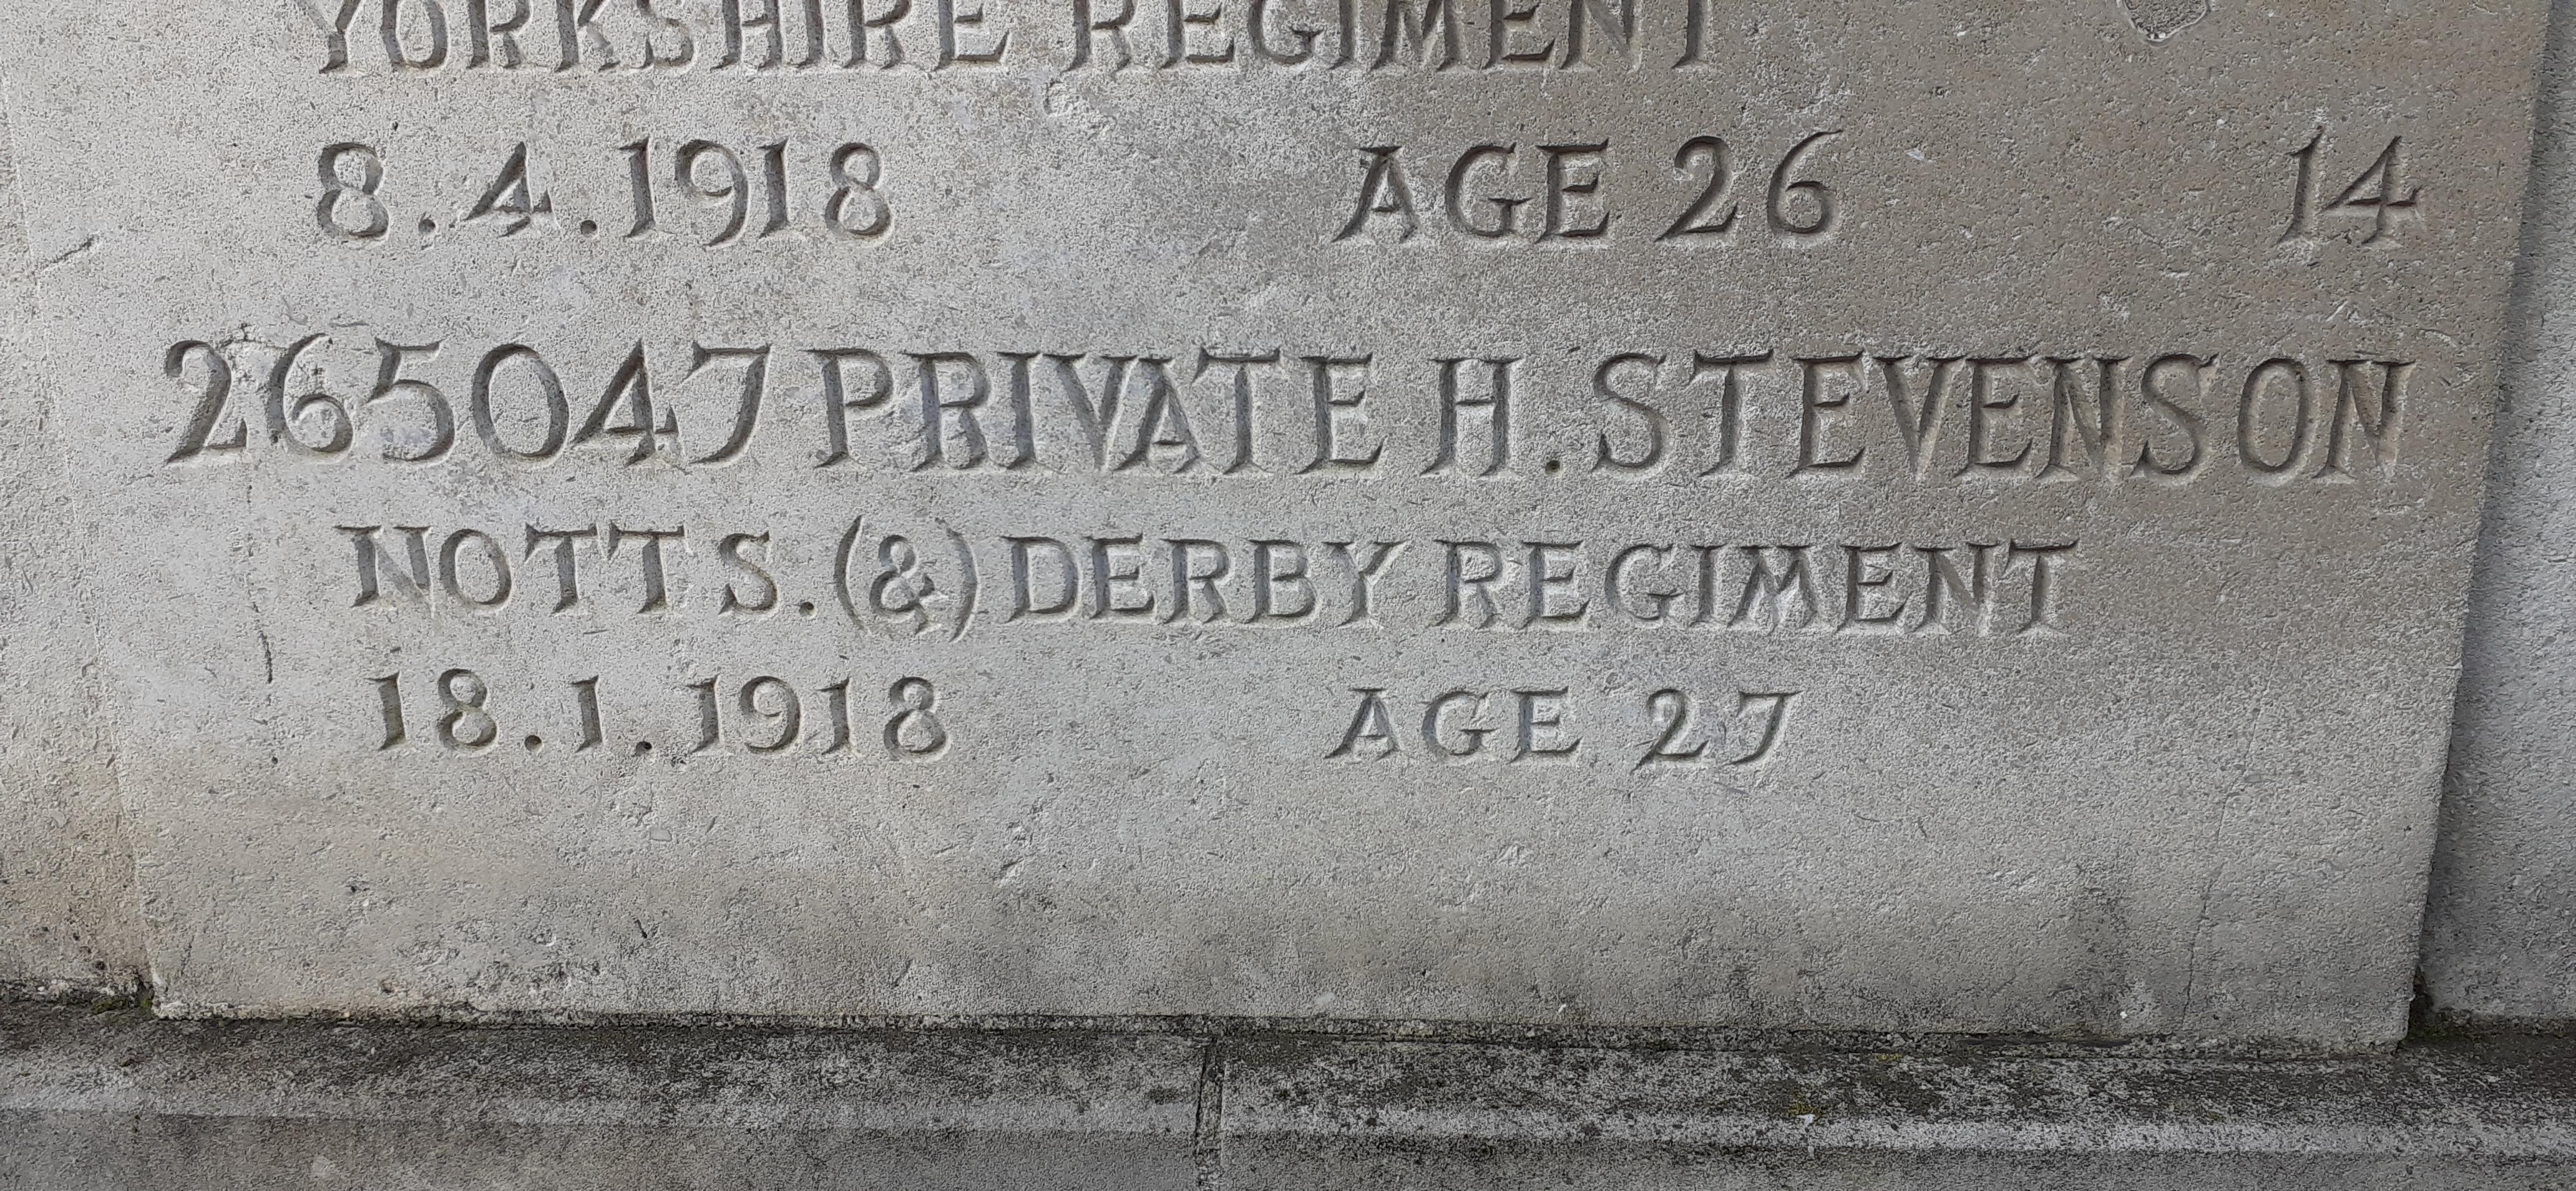 YORKSHIRE REGIMENT
8.4.1918 AGE 26 14
265047 PRIVATE H. STEVENSON
NOTTS. (&) DERBY REGIMENT
18.1.1918 AGE 27